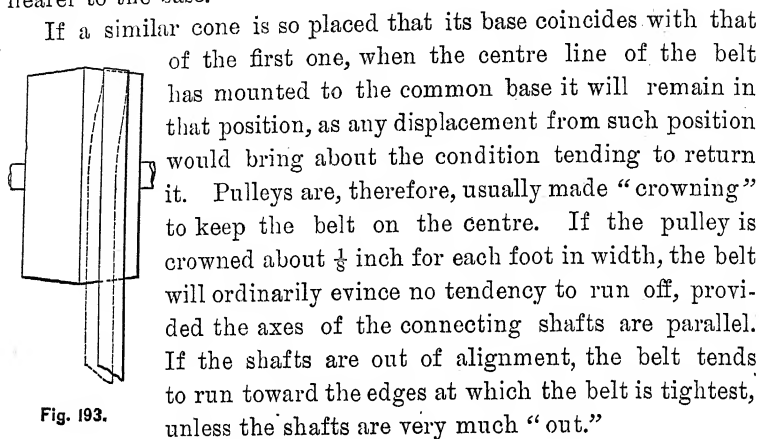 nearer to the base.
If a similar cone is so placed that its base coincides with that
of the first one, when the centre line of the belt
has mounted to the common base it will remain in
that position, as any displacement from such position
would bring about the condition tending to return
it. Pulleys are, therefore, usually made “crowning”
to keep the belt on the centre. If the pulley is
crowned about ⅛ inch for each foot in width, the belt
will ordinarily evince no tendency to run off, provi-
ded the axes of the connecting shafts are parallel.
If the shafts are out of alignment, the belt tends
to run toward the edges at which the belt is tightest,
unless the shafts are very much “out.”
Fig. 193.